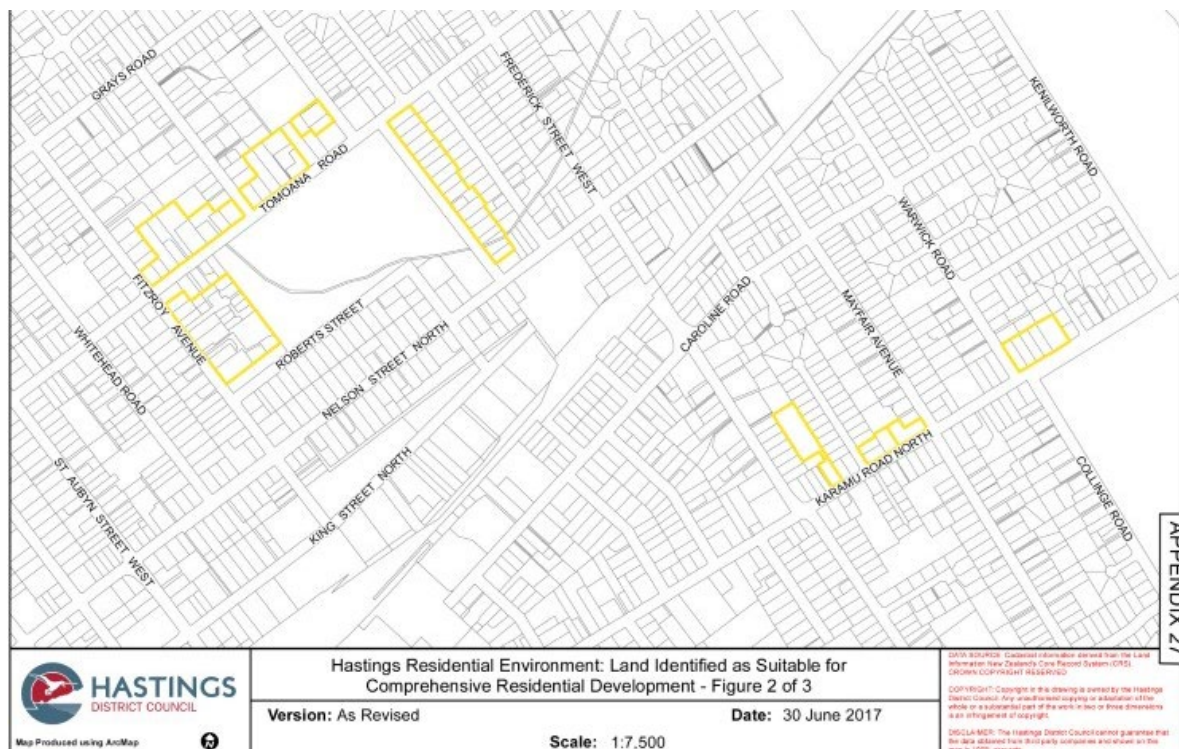 GRAYS ROAD
FREDERICK STREET WEST
KENILWORTH ROAD
TOMOANA ROAD
WARWICK ROAD
FITZROY AVENUE
WHITEHEAD ROAD
ROBERTS STREET
CAROLINE ROAD
MAYFAIR AVENUE
NELSON STREET NORTH
ST AUBYN STREET WEST
KING STREET NORTH
KARAMU ROAD NORTH
COLLINGE ROAD
APPENDIX 27
HASTINGS
DISTRICT COUNCIL
Map Produced using ArcMap
Hastings Residential Environment: Land Identified as Suitable for
Comprehensive Residential Development - Figure 2 of 3
Version: As Revised
Date: 30 June 2017
Scale: 1:7,500
DATA SOURCE: Cadastral information derived from the Land
Information New Zealand's Core Record System (CRS).
CROWN COPYRIGHT RESERVED
COPYRIGHT: Copyright in this drawing is owned by the Hastings
District Council. Any unauthorised copying or adaptation of the
whole or a substantial part of the work in two or three dimensions
is an infringement of copyright.
DISCLAIMER: The Hastings District Council cannot guarantee that
the data obtained from third party companies and shown on this